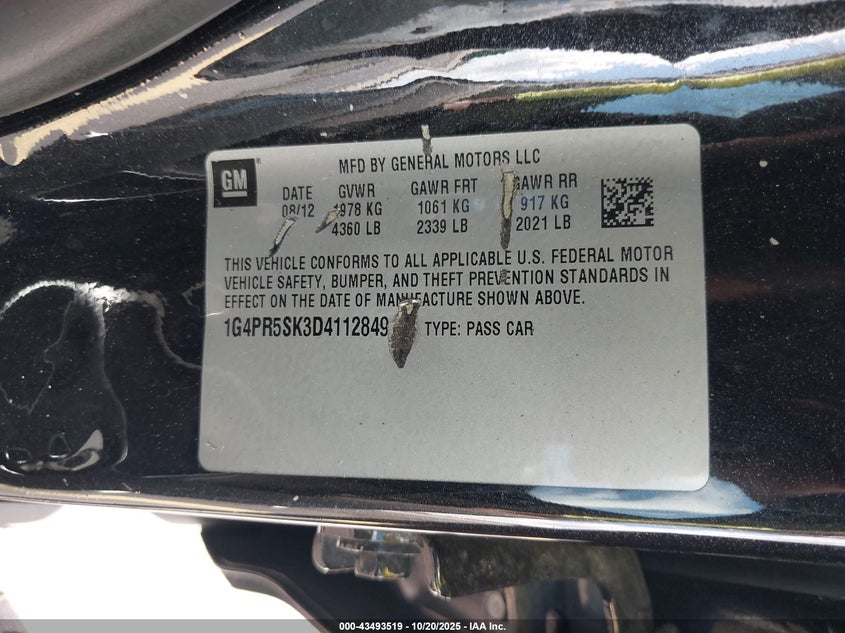 GM
MFD BY GENERAL MOTORS LLC
DATE GVWR GAWR FRT GAWR RR
08/12 1978 KG 1061 KG 917 KG
4360 LB 2339 LB 2021 LB
THIS VEHICLE CONFORMS TO ALL APPLICABLE U.S. FEDERAL MOTOR
VEHICLE SAFETY, BUMPER, AND THEFT PREVENTION STANDARDS IN
EFFECT ON THE DATE OF MANUFACTURE SHOWN ABOVE.
1G4PR5SK3D4112849 TYPE: PASS CAR
000-43493519 - 10/20/2025 - IAA Inc.